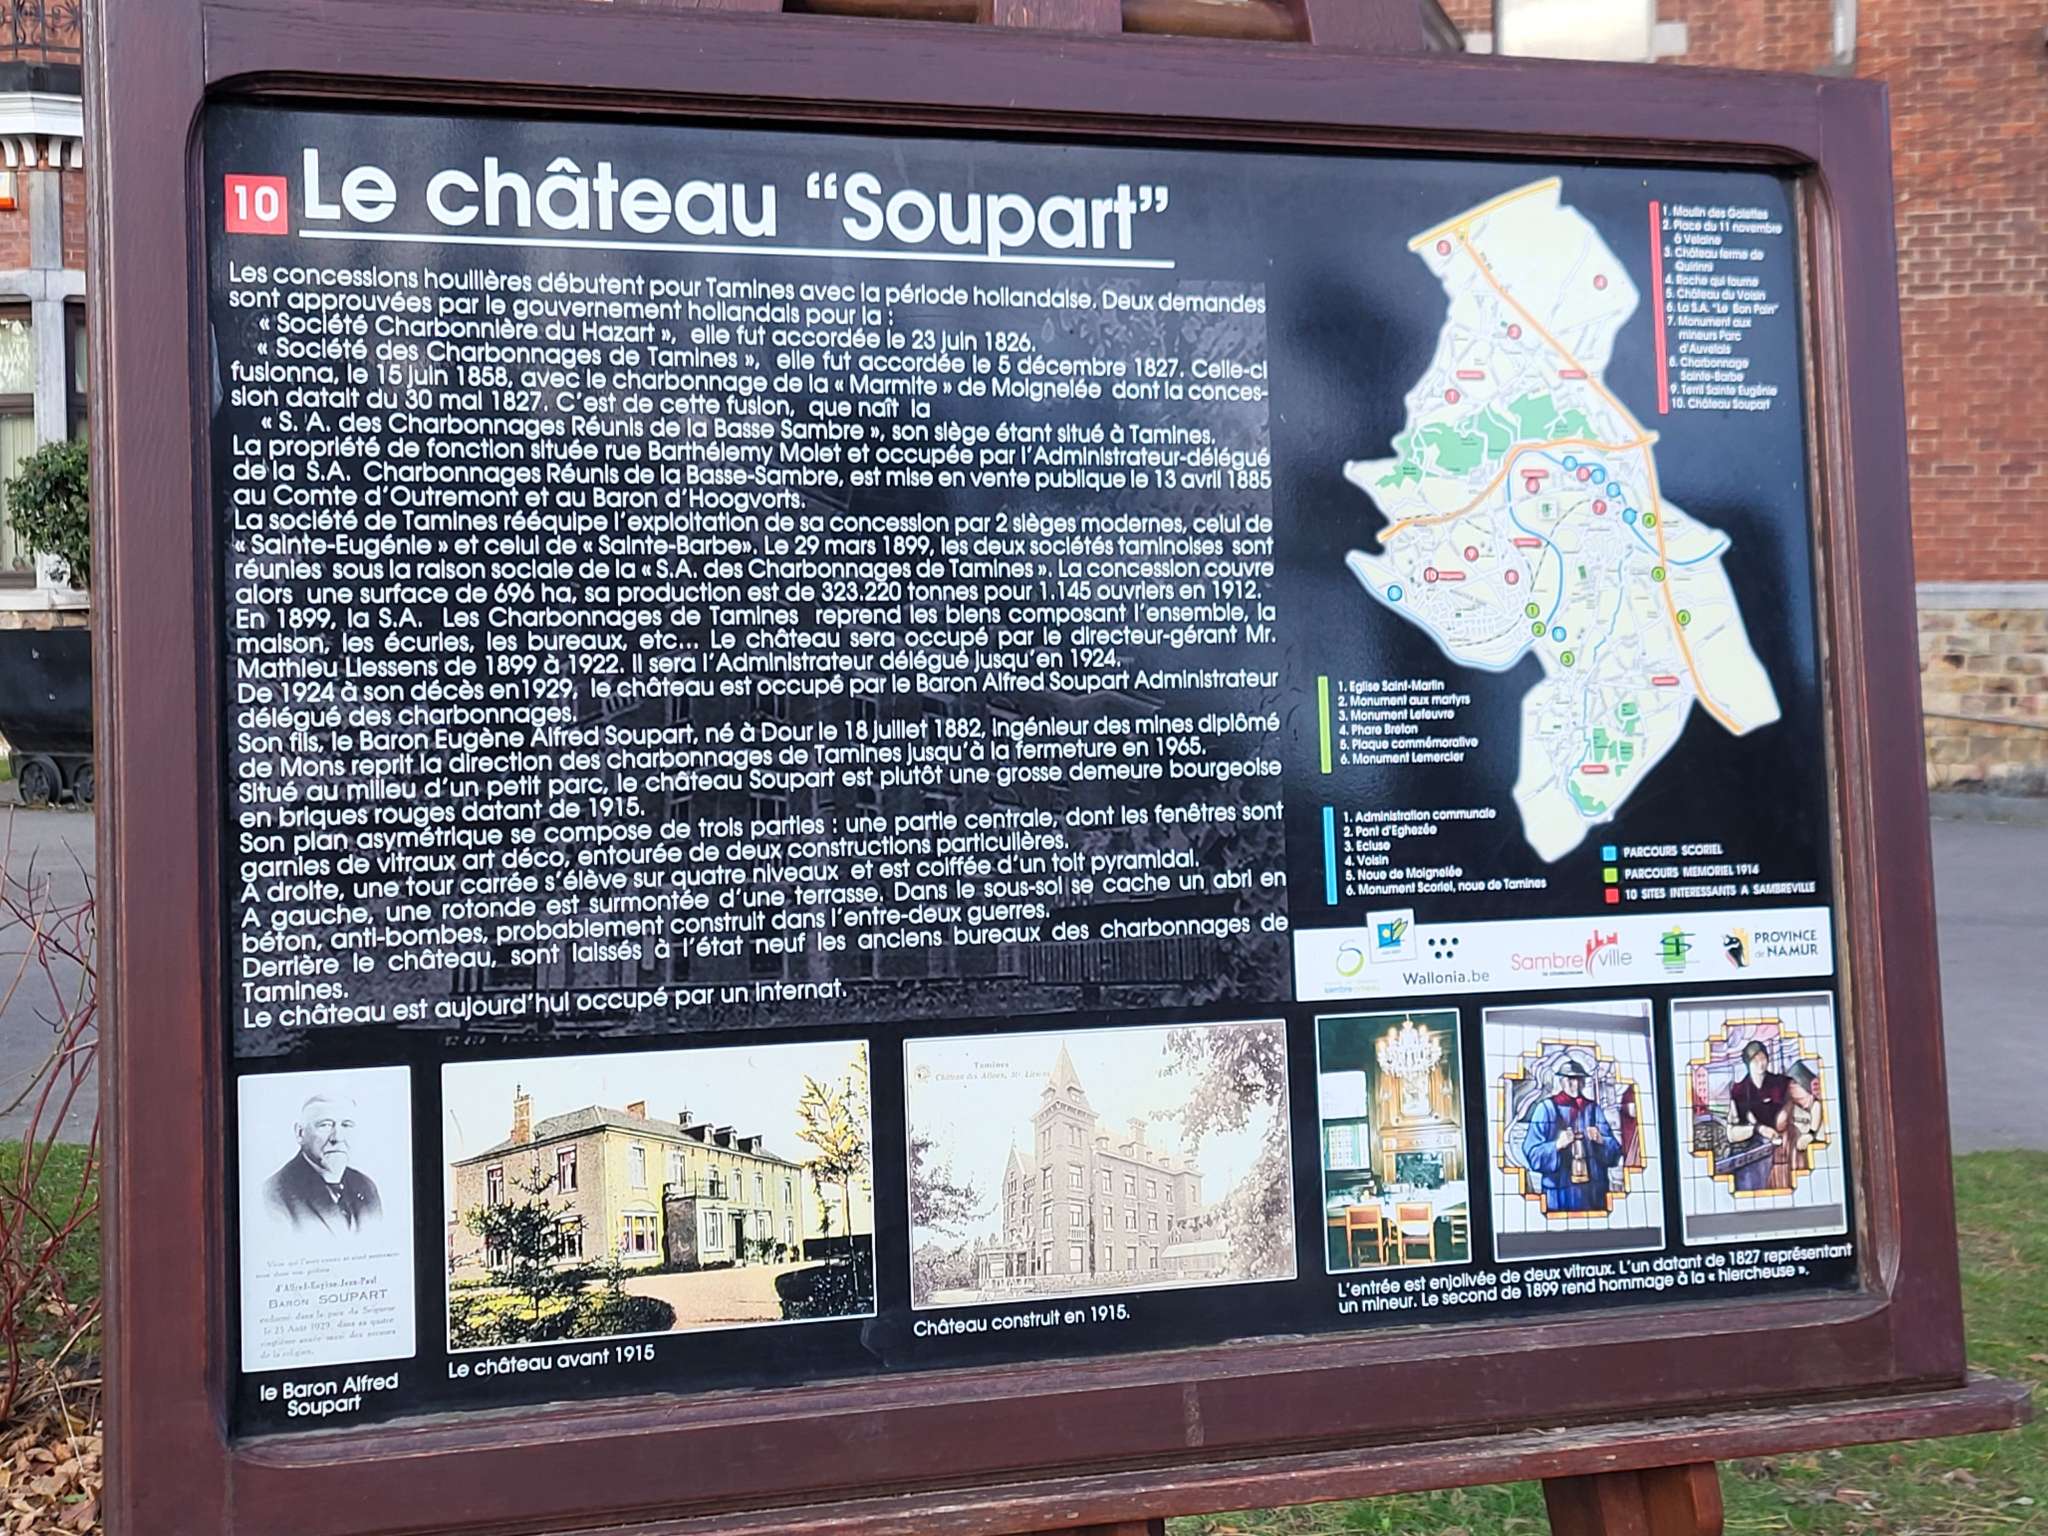 10 Le château “Soupart”
Les concessions houillères débutent pour Tamines avec la période hollandaise. Deux demandes
sont approuvées par le gouvernement hollandais pour la :
« Société Charbonnière du Hazart », elle fut accordée le 23 juin 1826.
« Société des Charbonnages de Tamines », elle fut accordée le 5 décembre 1827. Celle-ci
fusionna, le 15 juin 1858, avec le charbonnage de la « Marmite » de Moignelée dont la conces-
sion datait du 30 mai 1827. C’est de cette fusion, que naît la
« S. A. des Charbonnages Réunis de la Basse Sambre », son siège étant situé à Tamines.
La propriété de fonction située rue Barthélemy Molet et occupée par l’Administrateur-délégué
de la S.A. Charbonnages Réunis de la Basse-Sambre, est mise en vente publique le 13 avril 1885
au Comte d’Outremont et au Baron d’Hoogvorts.
La société de Tamines rééquipe l’exploitation de sa concession par 2 sièges modernes, celui de
« Sainte-Eugénie » et celui de « Sainte-Barbe». Le 29 mars 1899, les deux sociétés taminoises sont
réunies sous la raison sociale de la « S.A. des Charbonnages de Tamines ». La concession couvre
alors une surface de 696 ha, sa production est de 323.220 tonnes pour 1.145 ouvriers en 1912.
En 1899, la S.A. Les Charbonnages de Tamines reprend les biens composant l’ensemble, la
maison, les écuries, les bureaux, etc... Le château sera occupé par le directeur-gérant Mr.
Mathieu Liessens de 1899 à 1922. Il sera l’Administrateur délégué jusqu’en 1924.
De 1924 à son décès en1929, le château est occupé par le Baron Alfred Soupart Administrateur
délégué des charbonnages.
Son fils, le Baron Eugène Alfred Soupart, né à Dour le 18 juillet 1882, ingénieur des mines diplômé
de Mons reprit la direction des charbonnages de Tamines jusqu’à la fermeture en 1965.
Situé au milieu d’un petit parc, le château Soupart est plutôt une grosse demeure bourgeoise
en briques rouges datant de 1915.
Son plan asymétrique se compose de trois parties : une partie centrale, dont les fenêtres sont
garnies de vitraux art déco, entourée de deux constructions particulières.
A droite, une tour carrée s’élève sur quatre niveaux et est coiffée d’un toit pyramidal.
A gauche, une rotonde est surmontée d’une terrasse. Dans le sous-sol se cache un abri en
béton, anti-bombes, probablement construit dans l’entre-deux guerres.
Derrière le château, sont laissés à l’état neuf les anciens bureaux des charbonnages de
Tamines.
Le château est aujourd’hui occupé par un internat.
1. Moulin des Golettes
2. Place du 11 novembre
à Velaine
3. Château ferme de
Quirinni
4. Roche qui tourne
5. Château du Voisin
6. La S.A. "Le Bon Pain"
7. Monument aux
mineurs Parc
d'Auvelais
8. Charbonnage
Sainte-Barbe
9. Terril Sainte Eugénie
10. Château Soupart
1. Eglise Saint-Martin
2. Monument aux martyrs
3. Monument Lefeuvre
4. Phare Breton
5. Plaque commémorative
6. Monument Lemercier
1. Administration communale
2. Pont d'Eghezée
3. Ecluse
4. Voisin
5. Noue de Moignelée
6. Monument Scoriel, noue de Tamines
PARCOURS SCORIEL
PARCOURS MEMORIEL 1914
10 SITES INTERESSANTS A SAMBREVILLE
Wallonia.be
Sambreville
PROVINCE
de NAMUR
d'Alfred-Eugène-Jean-Paul
BARON SOUPART
endormi dans la paix du Seigneur
le 25 Août 1929, dans sa quatre
de la religion.
le Baron Alfred
Soupart
Le château avant 1915
Tamines
Château construit en 1915.
L’entrée est enjolivée de deux vitraux. L’un datant de 1827 représentant
un mineur. Le second de 1899 rend hommage à la « hiercheuse ».